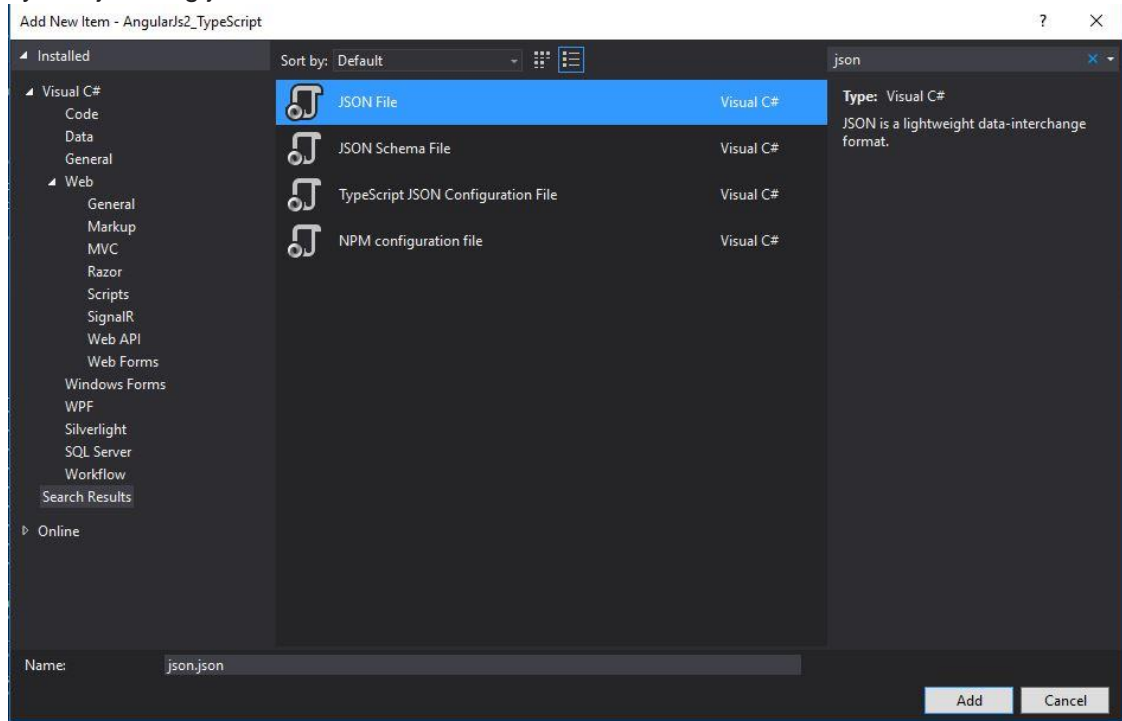 Add New Item - AngularJs2_TypeScript
?
Installed
Sort by: Default
json
Visual C#
Code
Data
General
Web
General
Markup
MVC
Razor
Scripts
SignalR
Web API
Web Forms
Windows Forms
WPF
Silverlight
SQL Server
Workflow
Search Results
Online
JSON File Visual C#
JSON Schema File Visual C#
TypeScript JSON Configuration File Visual C#
NPM configuration file Visual C#
Type: Visual C#
JSON is a lightweight data-interchange
format.
Name: json.json
Add Cancel